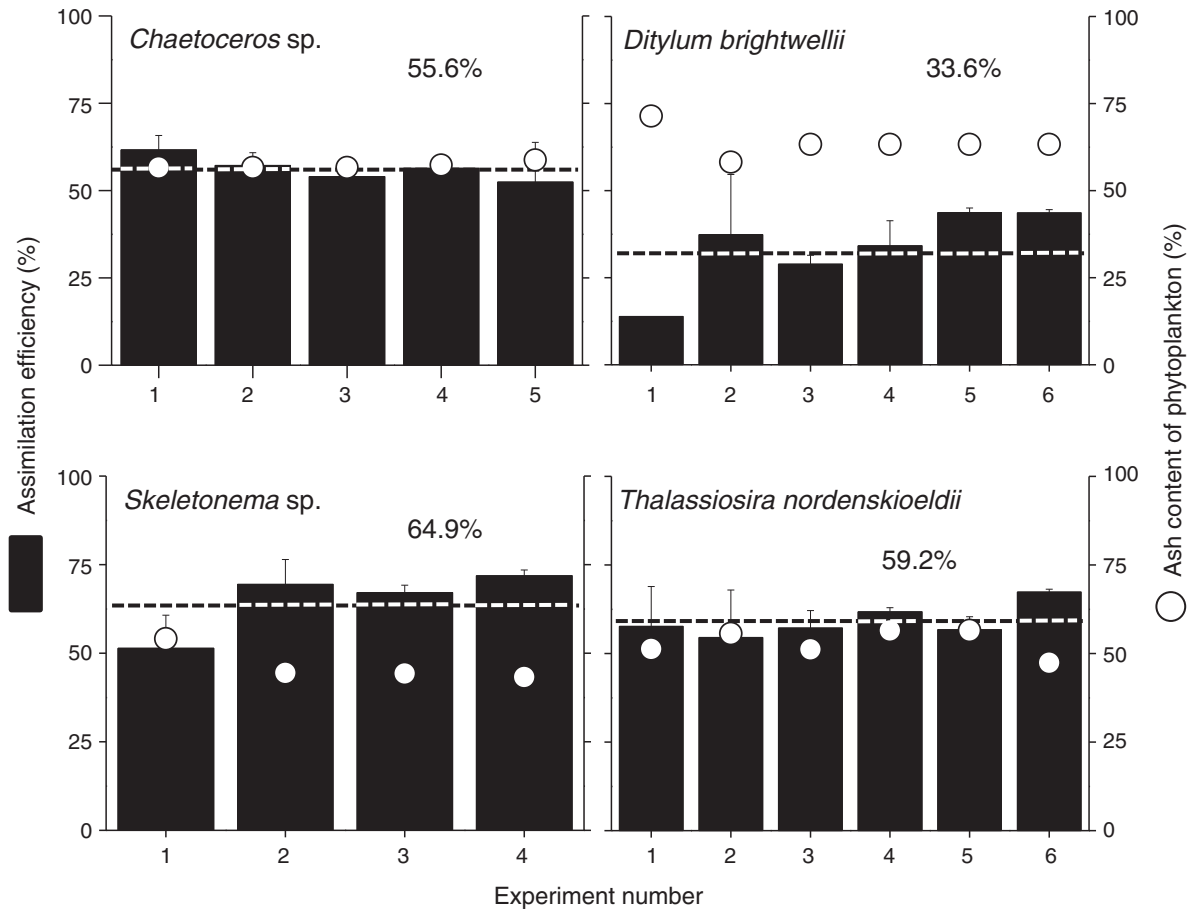 Chaetoceros sp.
55.6%
100
75
50
25
0
1 2 3 4 5
Ditylum brightwellii
33.6%
100
75
50
25
0
1 2 3 4 5 6
Skeletonema sp.
64.9%
100
75
50
25
0
1 2 3 4
Thalassiosira nordenskioeldii
59.2%
100
75
50
25
0
1 2 3 4 5 6
Assimilation efficiency (%)
Ash content of phytoplankton (%)
Experiment number